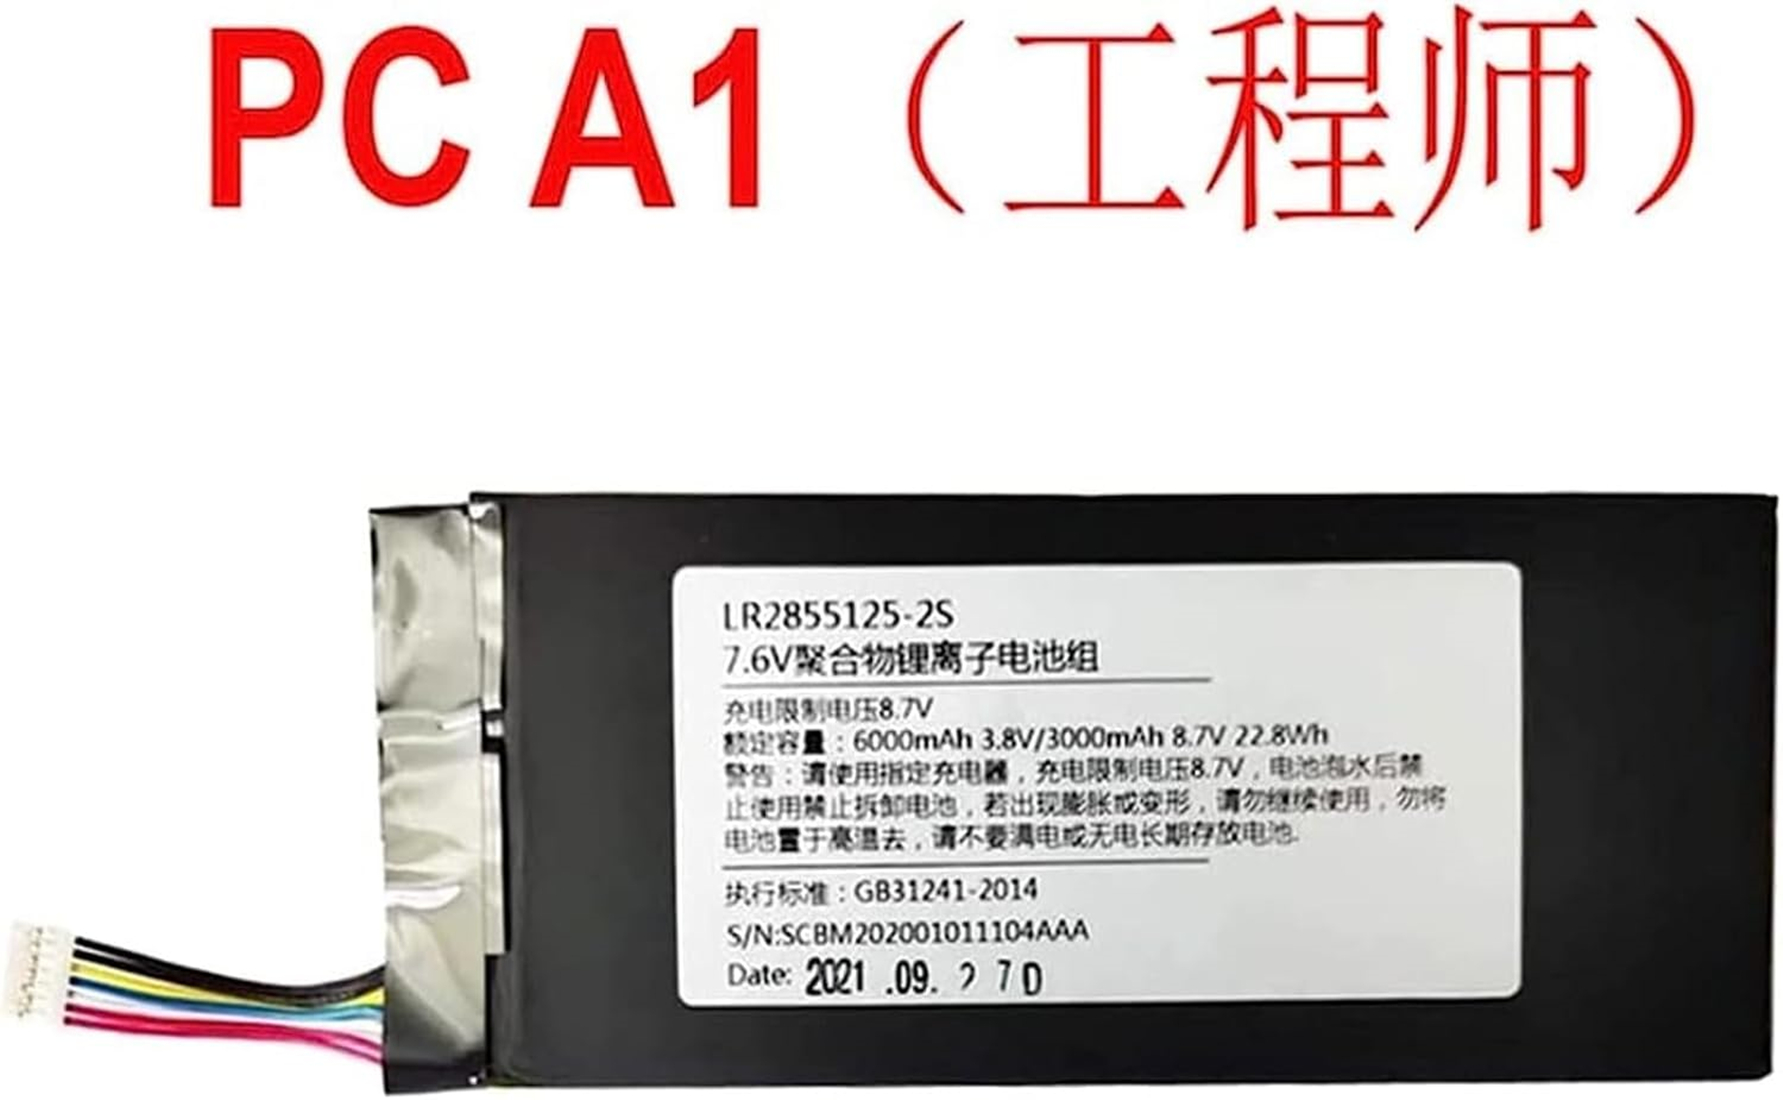 PC A1（工程师）
LR2855125-2S
7.6V聚合物锂离子电池组
充电限制电压8.7V
额定容量：6000mAh 3.8V/3000mAh 8.7V 22.8Wh
警告：请使用指定充电器，充电限制电压8.7V，电池泡水后禁
止使用禁止拆卸电池，若出现膨胀或变形，请勿继续使用，勿将
电池置于高温去，请不要满电或无电长期存放电池.
执行标准：GB31241-2014
S/N:SCBM202001011104AAA
Date: 2021 .09. 2 7 D